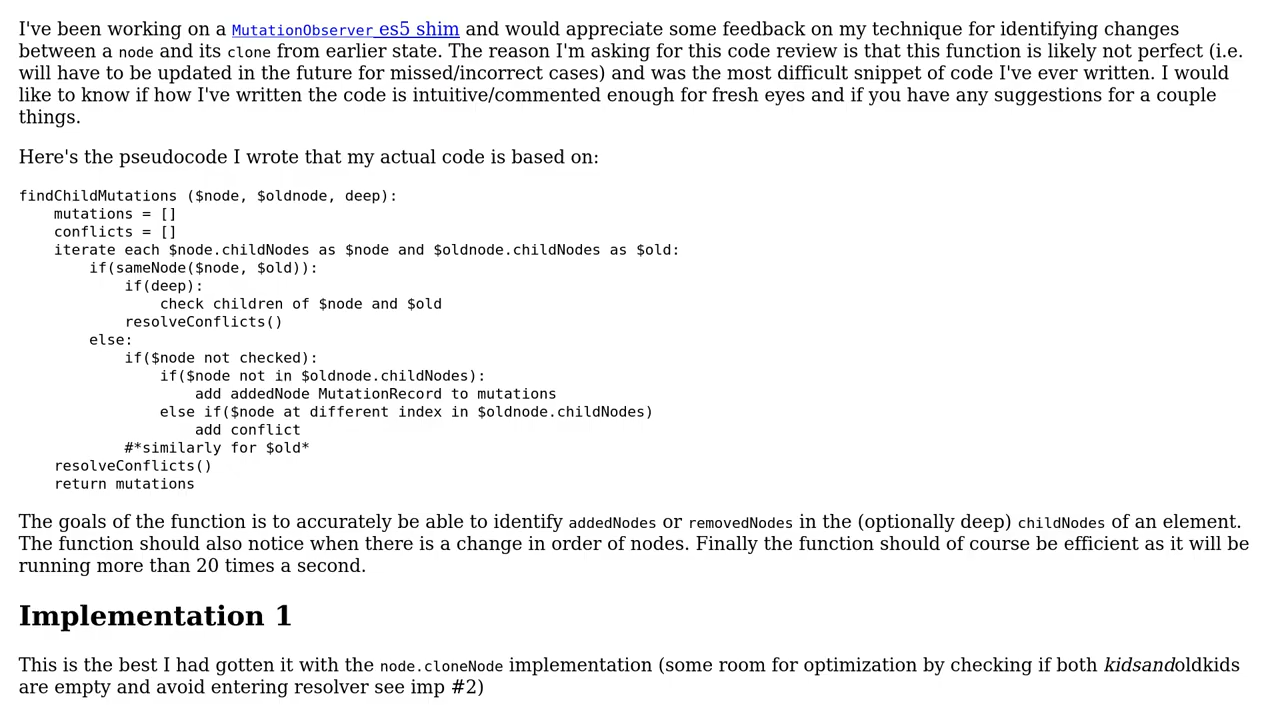 I've been working on a MutationObserver es5 shim and would appreciate some feedback on my technique for identifying changes
between a node and its clone from earlier state. The reason I'm asking for this code review is that this function is likely not perfect (i.e.
will have to be updated in the future for missed/incorrect cases) and was the most difficult snippet of code I've ever written. I would
like to know if how I've written the code is intuitive/commented enough for fresh eyes and if you have any suggestions for a couple
things.
Here's the pseudocode I wrote that my actual code is based on:
findChildMutations ($node, $oldnode, deep):
    mutations = []
    conflicts = []
    iterate each $node.childNodes as $node and $oldnode.childNodes as $old:
        if(sameNode($node, $old)):
            if(deep):
                check children of $node and $old
            resolveConflicts()
        else:
            if($node not checked):
                if($node not in $oldnode.childNodes):
                    add addedNode MutationRecord to mutations
                else if($node at different index in $oldnode.childNodes)
                    add conflict
            #*similarly for $old*
    resolveConflicts()
    return mutations
The goals of the function is to accurately be able to identify addedNodes or removedNodes in the (optionally deep) childNodes of an element.
The function should also notice when there is a change in order of nodes. Finally the function should of course be efficient as it will be
running more than 20 times a second.
Implementation 1
This is the best I had gotten it with the node.cloneNode implementation (some room for optimization by checking if both kidsandoldkids
are empty and avoid entering resolver see imp #2)